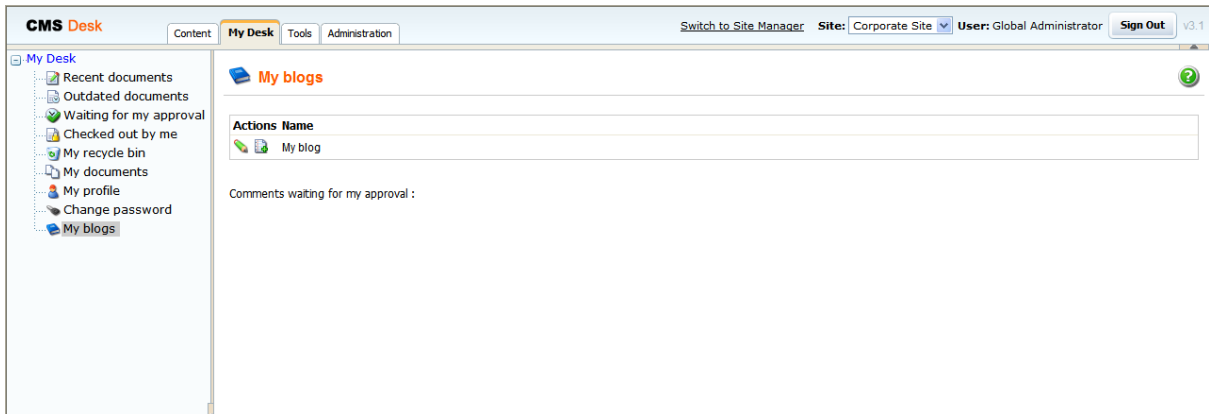 CMS Desk
Content My Desk Tools Administration
Switch to Site Manager Site: Corporate Site User: Global Administrator Sign Out v3.1
My Desk
Recent documents
Outdated documents
Waiting for my approval
Checked out by me
My recycle bin
My documents
My profile
Change password
My blogs
My blogs
Actions Name
My blog
Comments waiting for my approval :